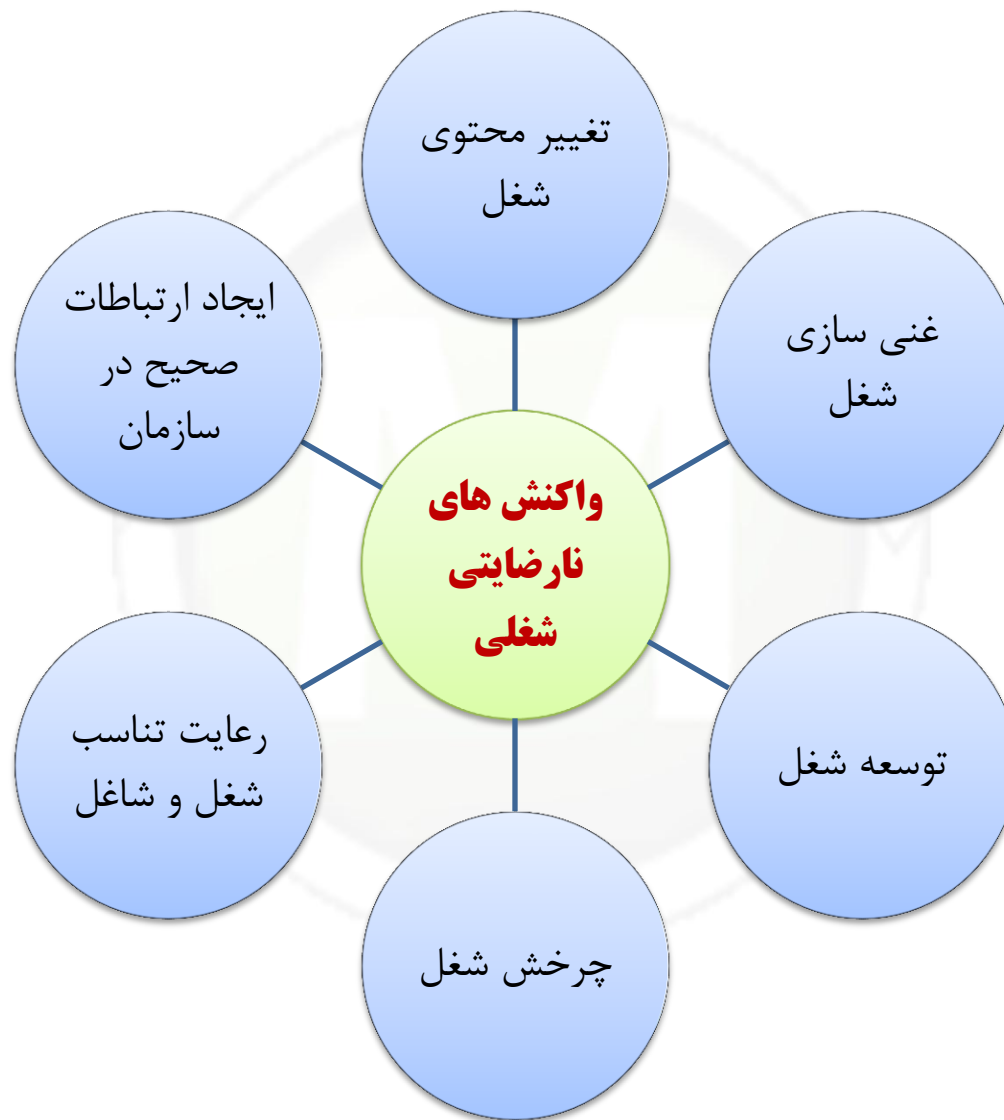 تغییر محتوی
شغل
غنی سازی
شغل
توسعه شغل
چرخش شغل
رعایت تناسب
شغل و شاغل
ایجاد ارتباطات
صحیح در
سازمان
واکنش های
نارضایتی
شغلی